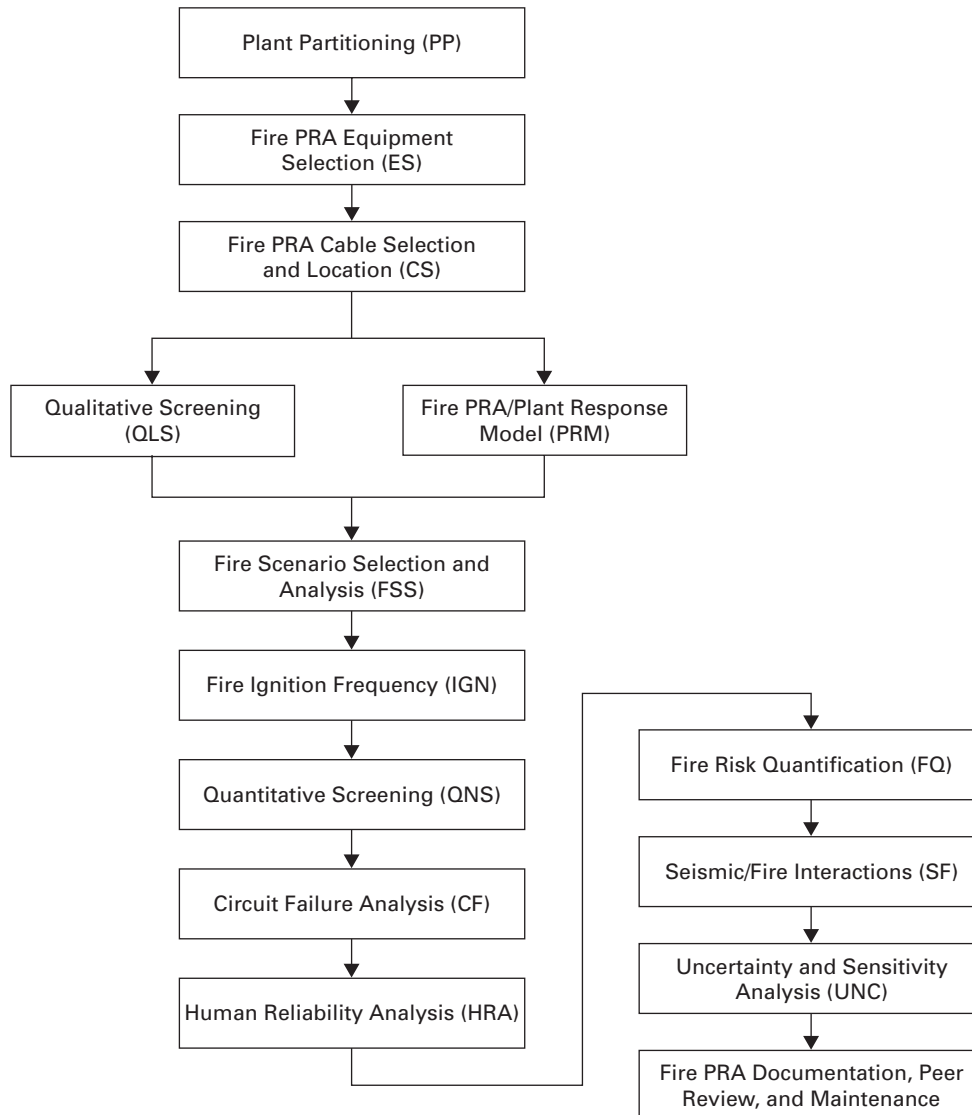 Plant Partitioning (PP)
Fire PRA Equipment
Selection (ES)
Fire PRA Cable Selection
and Location (CS)
Qualitative Screening
(QLS)
Fire PRA/Plant Response
Model (PRM)
Fire Scenario Selection and
Analysis (FSS)
Fire Ignition Frequency (IGN)
Quantitative Screening (QNS)
Circuit Failure Analysis (CF)
Human Reliability Analysis (HRA)
Fire Risk Quantification (FQ)
Seismic/Fire Interactions (SF)
Uncertainty and Sensitivity
Analysis (UNC)
Fire PRA Documentation, Peer
Review, and Maintenance